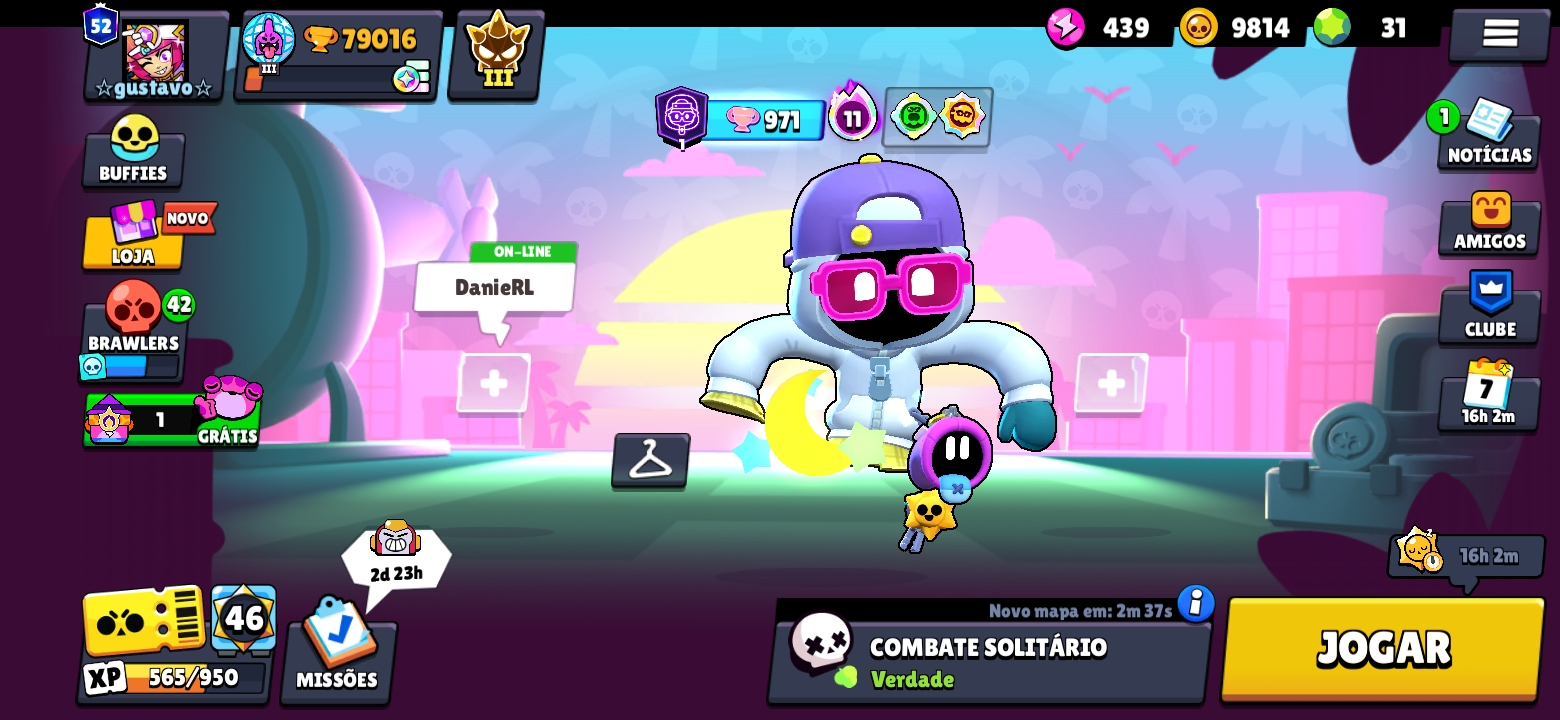 52
☆gustavo☆
III
79016
III
439
9814
31
1
971
11
BUFFIES
LOJA
NOVO
42
BRAWLERS
1
GRÁTIS
ON-LINE
DanieRL
1
NOTÍCIAS
AMIGOS
CLUBE
7
16h 2m
2d 23h
46
XP
565/950
MISSÕES
Novo mapa em: 2m 37s
i
COMBATE SOLITÁRIO
Verdade
16h 2m
JOGAR